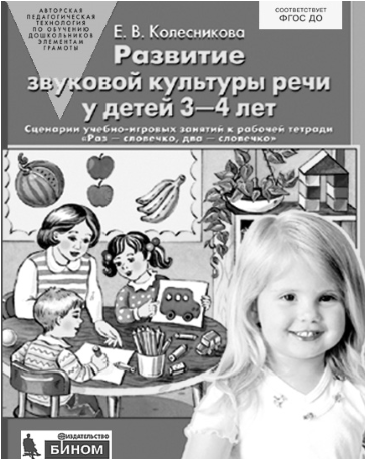 АВТОРСКАЯ
ПЕДАГОГИЧЕСКАЯ
ТЕХНОЛОГИЯ
ПО ОБУЧЕНИЮ
ДОШКОЛЬНИКОВ
ЭЛЕМЕНТАМ
ГРАМОТЫ
СООТВЕТСТВУЕТ
ФГОС ДО
Е. В. Колесникова
Развитие
звуковой культуры речи
у детей 3—4 лет
Сценарии учебно-игровых занятий к рабочей тетради
«Раз — словечко, два — словечко»
ИЗДАТЕЛЬСТВО
БИНОМ